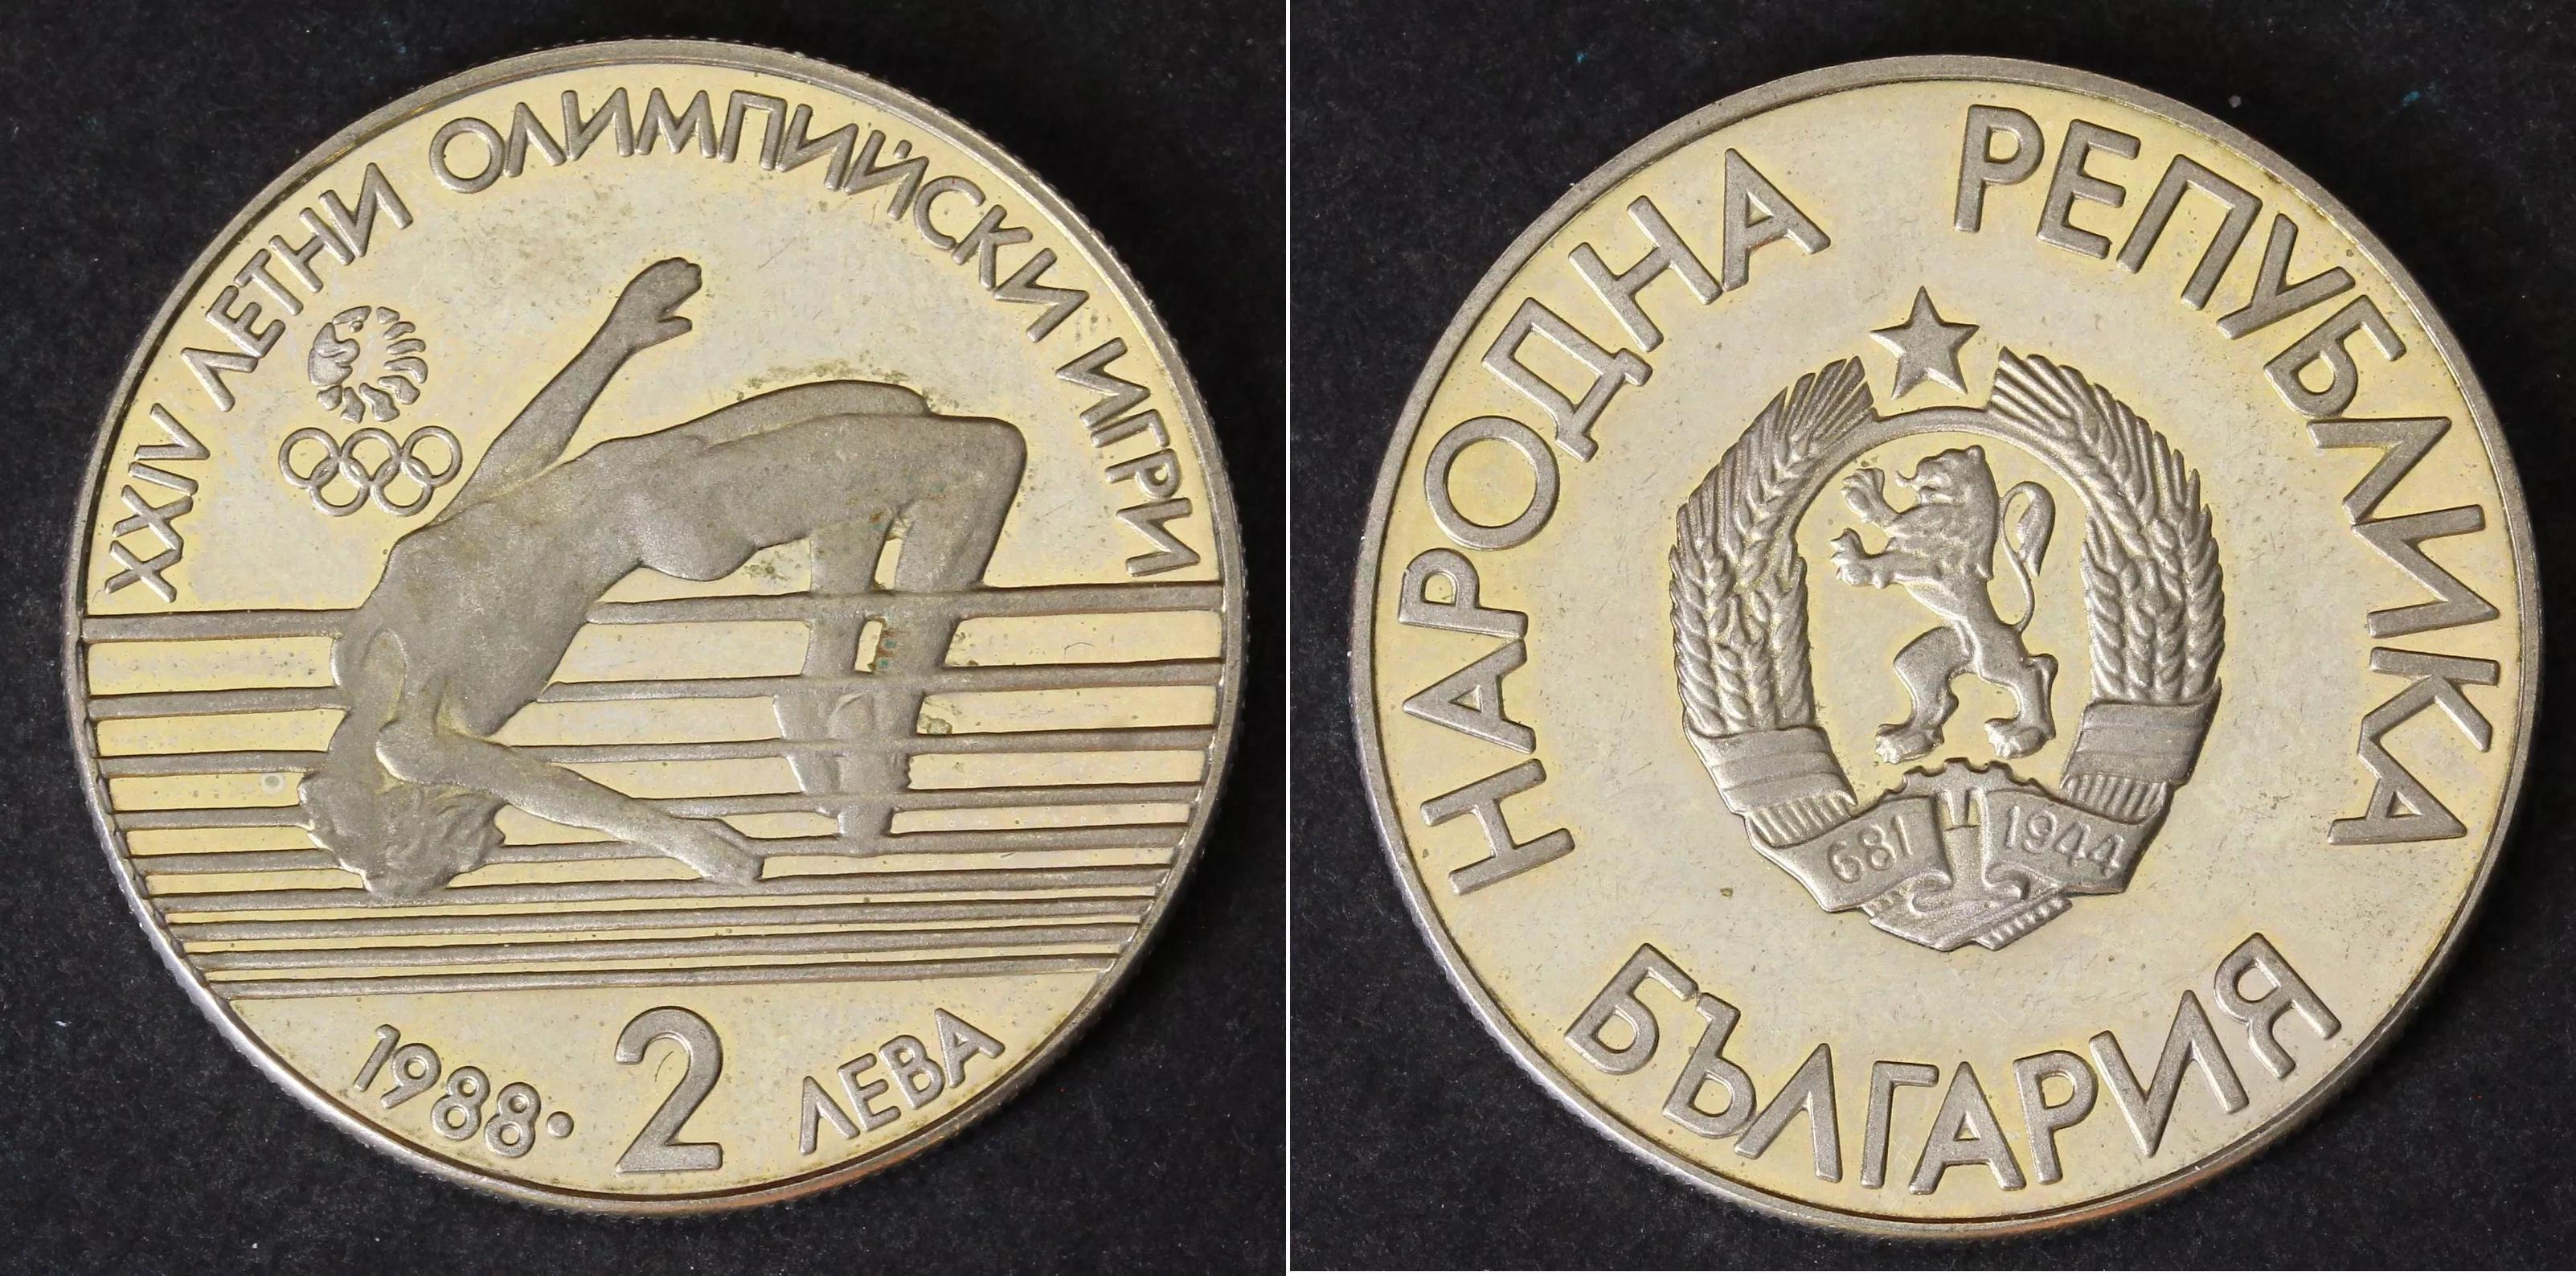 XXIV ЛЕТНИ ОЛИМПИЙСКИ ИГРИ
1988 · 2 ЛЕВА
НАРОДНА РЕПУБЛИКА
БЪЛГАРИЯ
681 1944